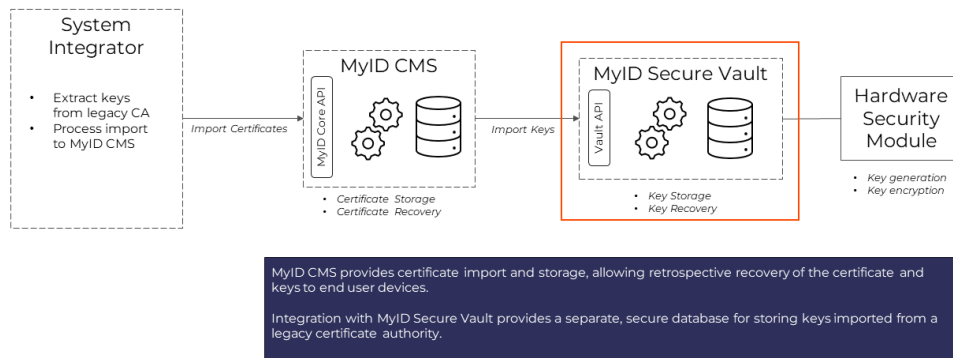 System
Integrator
• Extract keys
from legacy CA
• Process import
to MyID CMS
Import Certificates
MyID CMS
MyID Core API
• Certificate Storage
• Certificate Recovery
Import Keys
MyID Secure Vault
Vault API
• Key Storage
• Key Recovery
Hardware
Security
Module
• Key generation
• Key encryption
MyID CMS provides certificate import and storage, allowing retrospective recovery of the certificate and
keys to end user devices.
Integration with MyID Secure Vault provides a separate, secure database for storing keys imported from a
legacy certificate authority.